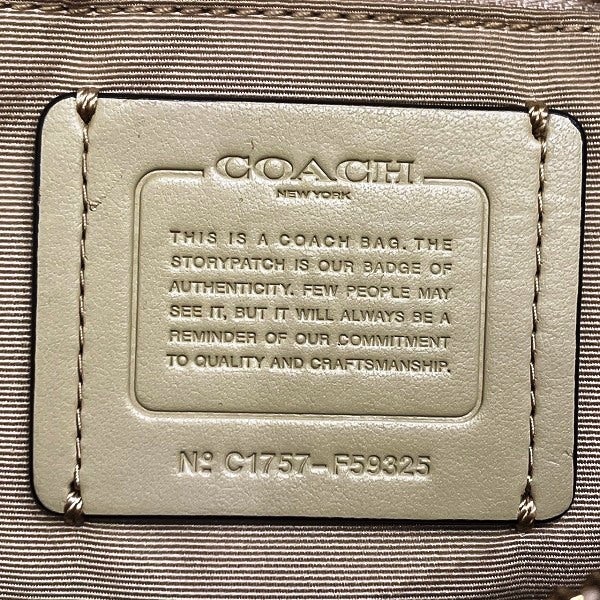 COACH
NEW YORK
THIS IS A COACH BAG. THE
STORYPATCH IS OUR BADGE OF
AUTHENTICITY. FEW PEOPLE MAY
SEE IT, BUT IT WILL ALWAYS BE A
REMINDER OF OUR COMMITMENT
TO QUALITY AND CRAFTSMANSHIP.
Nº C1757-F59325